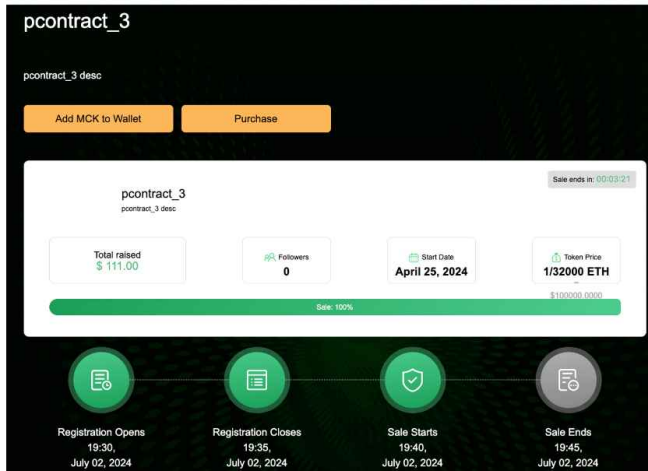 pcontract_3
pcontract_3 desc
Add MCK to Wallet
Purchase
Sale ends in: 00:03:21
pcontract_3
pcontract_3 desc
Total raised
$ 111.00
Followers
0
Start Date
April 25, 2024
Token Price
1/32000 ETH
~
$100000.0000
Sale: 100%
Registration Opens
19:30,
July 02, 2024
Registration Closes
19:35,
July 02, 2024
Sale Starts
19:40,
July 02, 2024
Sale Ends
19:45,
July 02, 2024